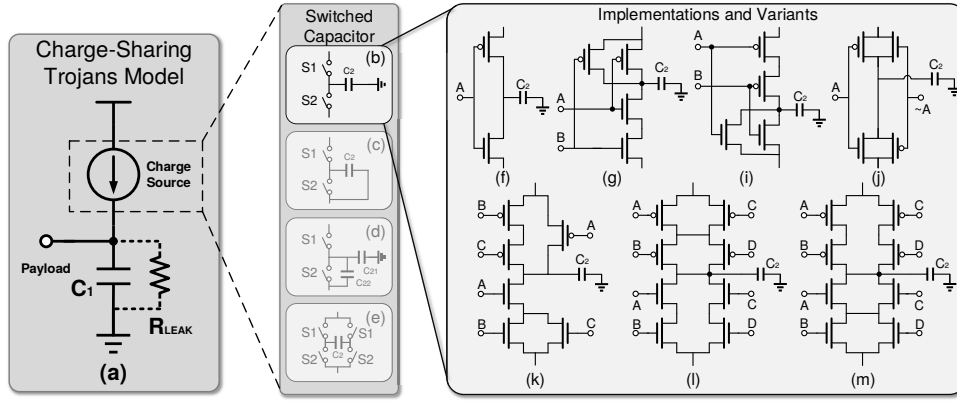 Charge-Sharing
Trojans Model
Charge
Source
Payload
C1
RLEAK
(a)
Switched
Capacitor
(b)
S1
C2
S2
(c)
S1
C2
S2
(d)
S1
S2
C21
C22
(e)
S1
S1
C2
S2
S2
Implementations and Variants
A
C2
(f)
A
B
C2
(g)
A
B
C2
(i)
A
C2
~A
(j)
B
C
A
A
B
C
C2
(k)
A
C
B
D
C2
A
C
B
D
(l)
A
C
B
D
C2
A
C
B
D
(m)